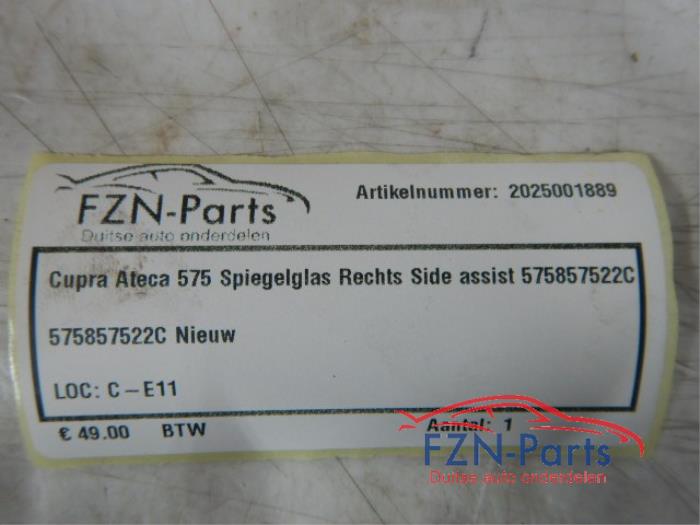 FZN-Parts
Duitse auto onderdelen
Artikelnummer: 2025001889
Cupra Ateca 575 Spiegelglas Rechts Side assist 575857522C
575857522C Nieuw
LOC: C-E11
€ 49.00 BTW
Aantal: 1
FZN-Parts
Duitse auto onderdelen